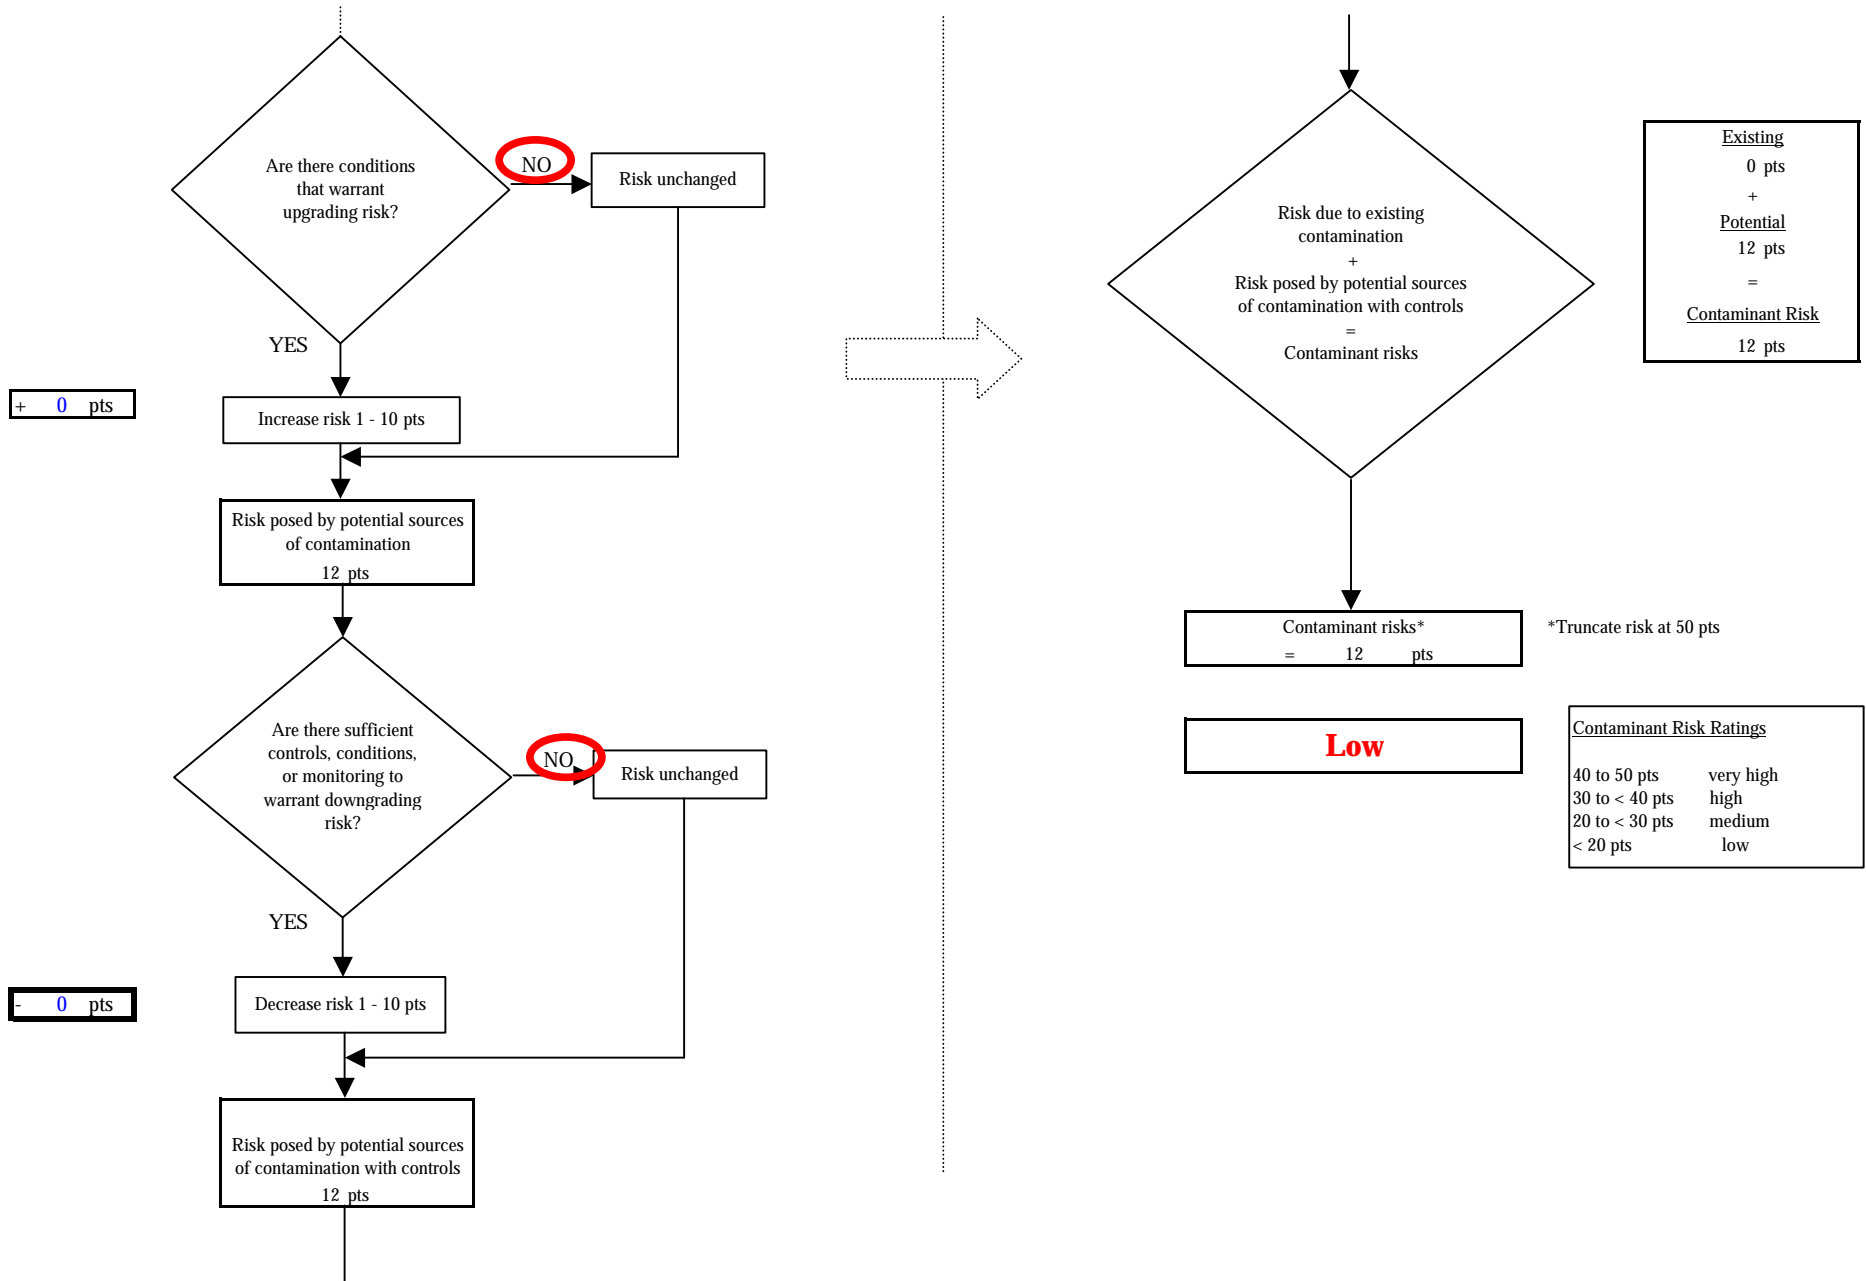 Are there conditions
that warrant
upgrading risk?
NO
Risk unchanged
YES
+ 0 pts
Increase risk 1 - 10 pts
Risk posed by potential sources
of contamination
12 pts
Are there sufficient
controls, conditions,
or monitoring to
warrant downgrading
risk?
NO
Risk unchanged
YES
- 0 pts
Decrease risk 1 - 10 pts
Risk posed by potential sources
of contamination with controls
12 pts
Risk due to existing
contamination
+
Risk posed by potential sources
of contamination with controls
=
Contaminant risks
Existing
0 pts
+
Potential
12 pts
=
Contaminant Risk
12 pts
Contaminant risks*
= 12 pts
*Truncate risk at 50 pts
Low
Contaminant Risk Ratings
40 to 50 pts very high
30 to < 40 pts high
20 to < 30 pts medium
< 20 pts low